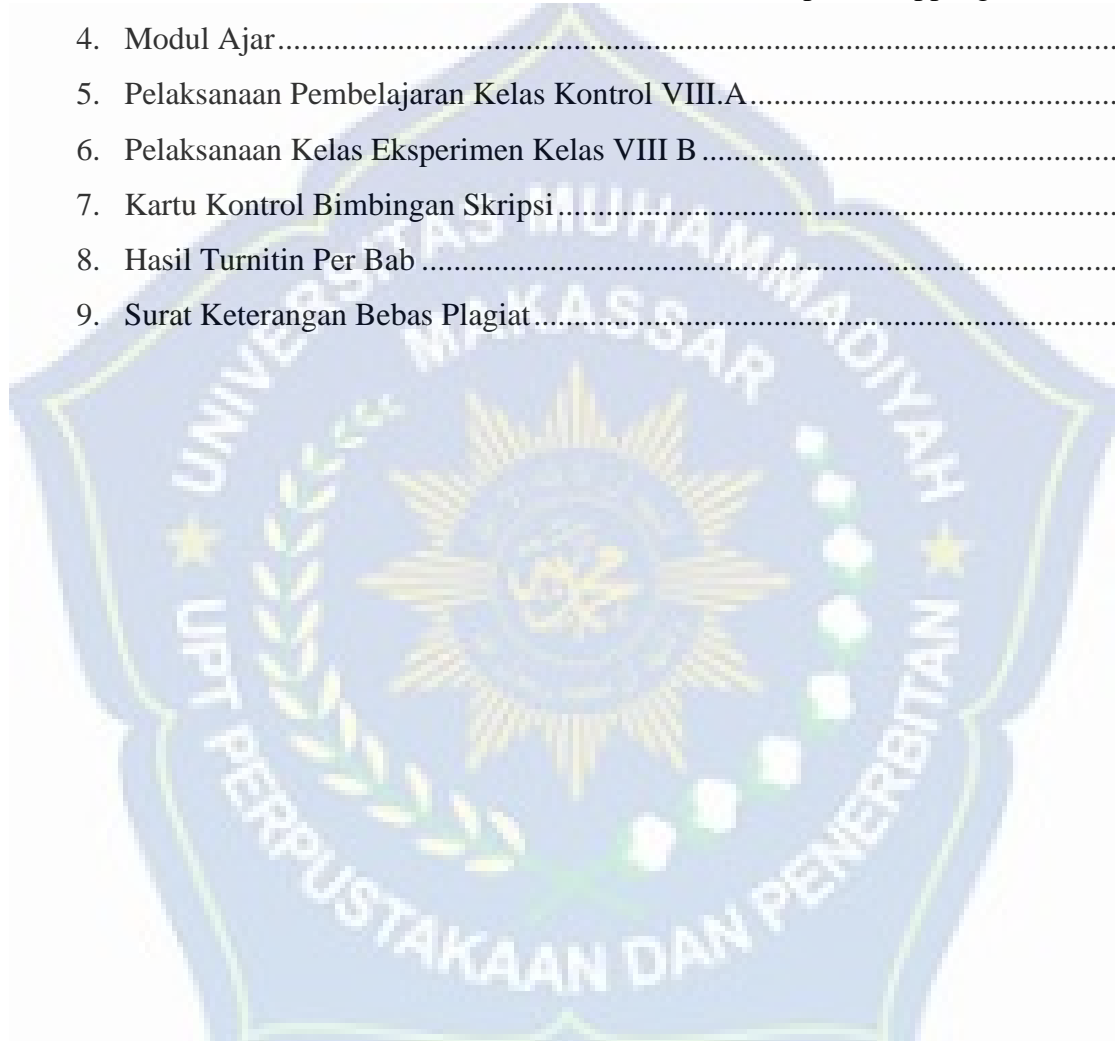 4. Modul Ajar
5. Pelaksanaan Pembelajaran Kelas Kontrol VIII.A
6. Pelaksanaan Kelas Eksperimen Kelas VIII B
7. Kartu Kontrol Bimbingan Skripsi
8. Hasil Turnitin Per Bab
9. Surat Keterangan Bebas Plagiat
UNIVERSITAS MUHAMMADIYAH
MAKASSAR
UPT PERPUSTAKAAN DAN PENERBITAN